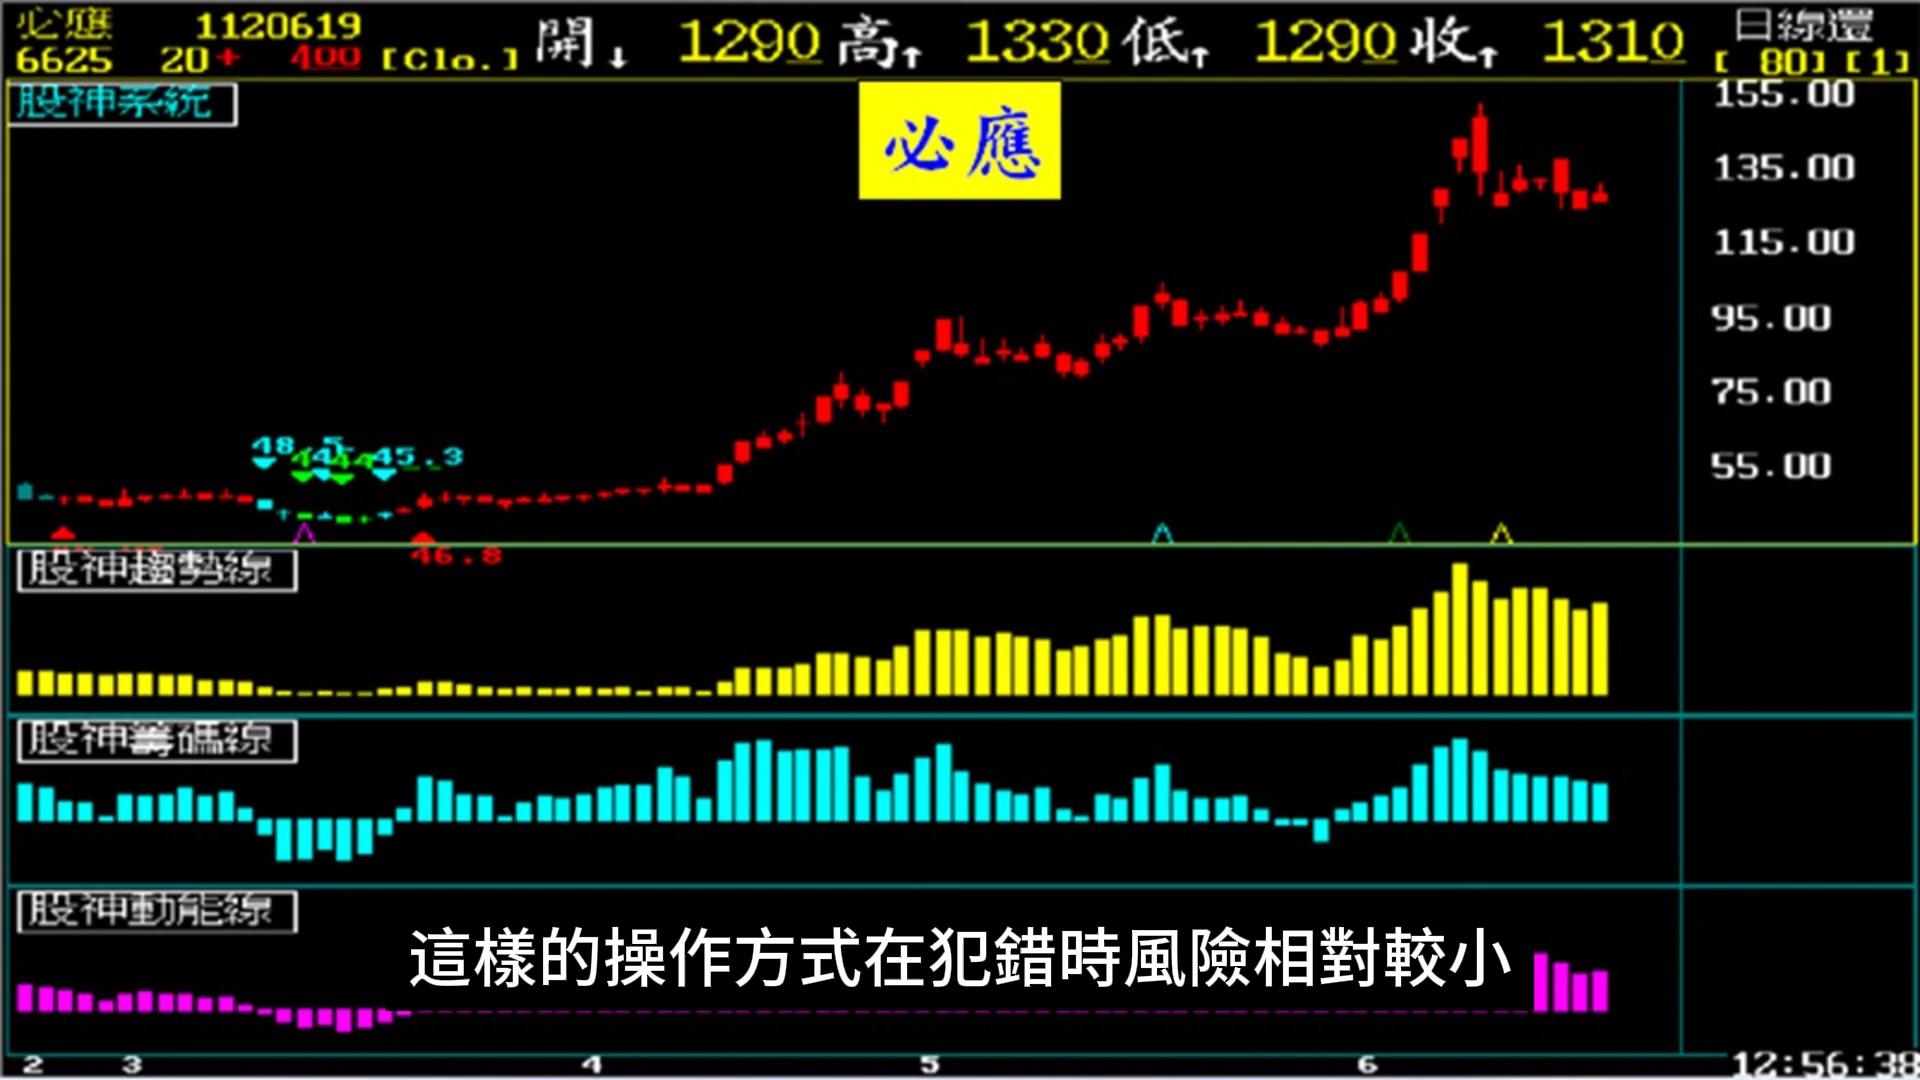 必應 1120619 開↓ 1290 高↑ 1330 低↑ 1290 收↑ 1310 日線還
6625 20+ 400 [Clo.] [ 80] [1]
股神系統
必應
155.00
135.00
115.00
95.00
75.00
55.00
48.5
45.3
46.8
股神趨勢線
股神籌碼線
股神動能線
這樣的操作方式在犯錯時風險相對較小
2 3 4 5 6
12:56:38